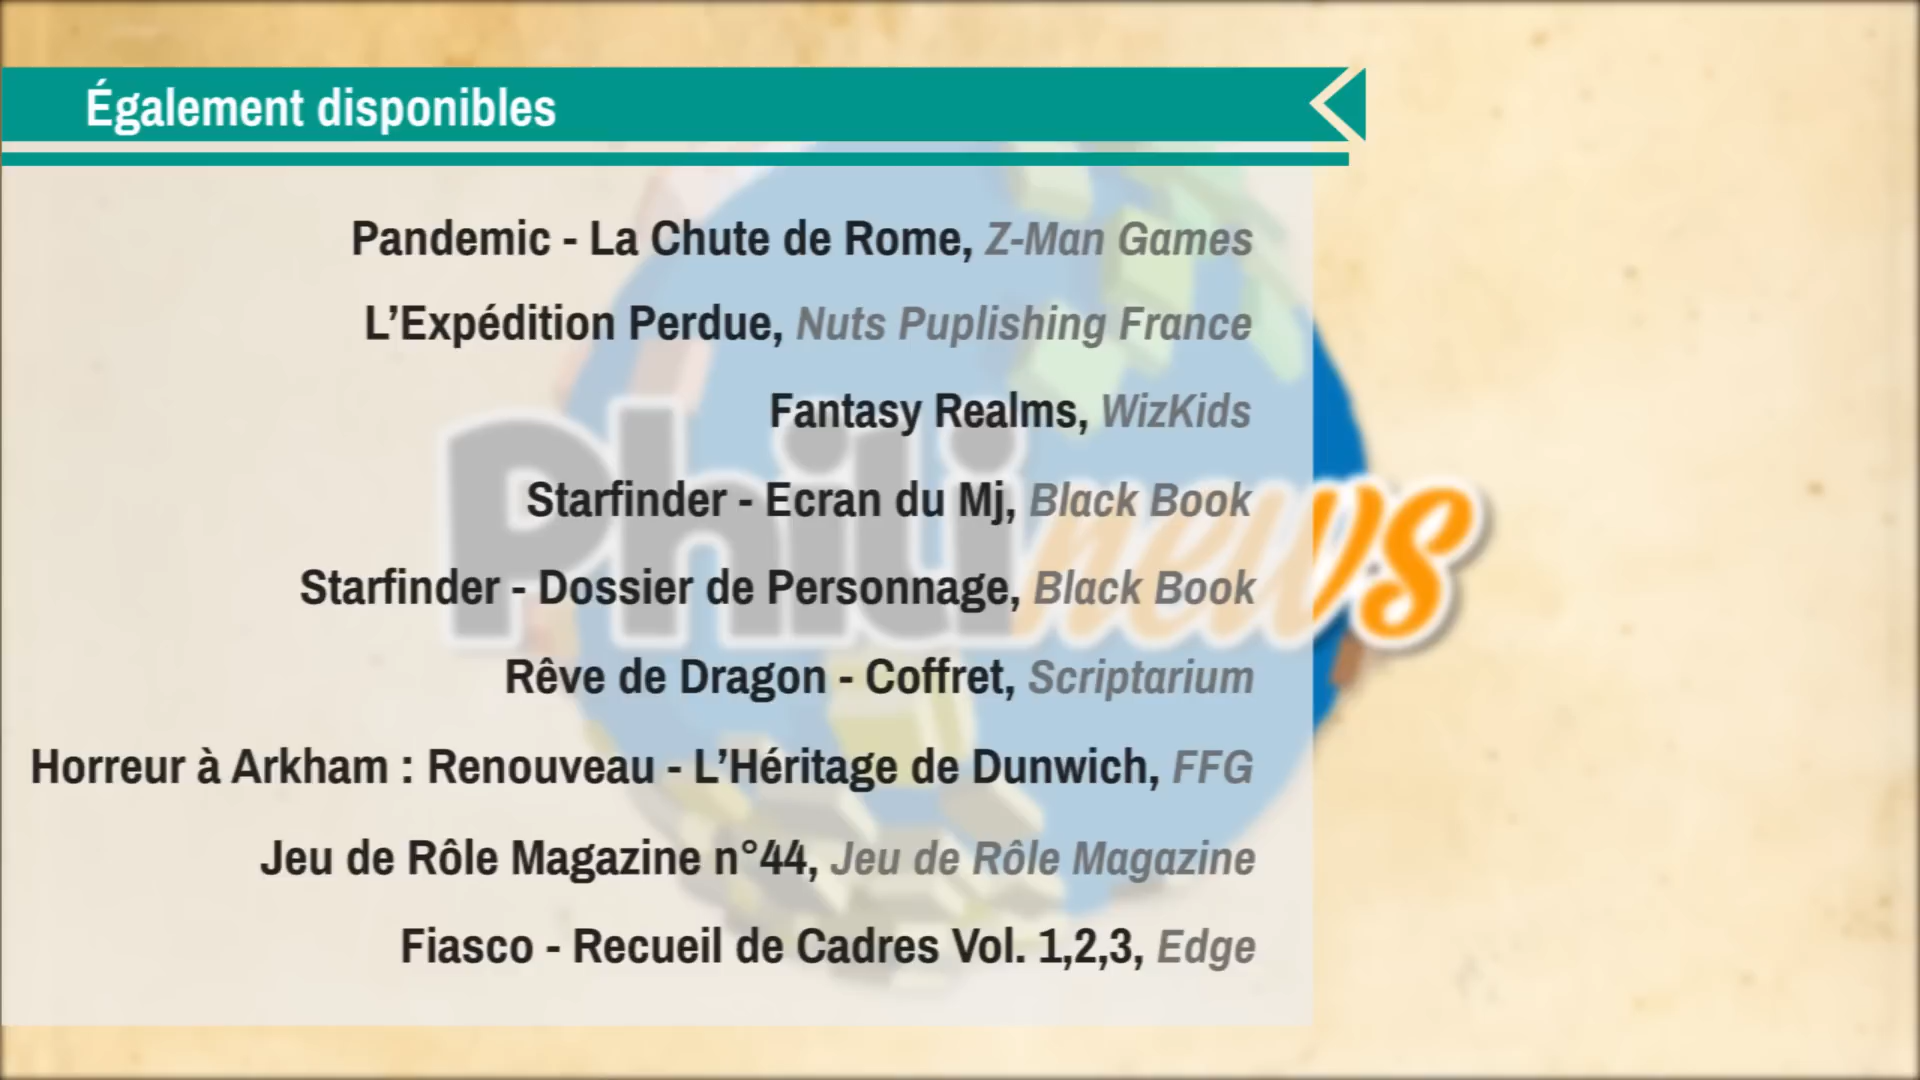 Également disponibles
Pandemic - La Chute de Rome, Z-Man Games
L’Expédition Perdue, Nuts Puplishing France
Fantasy Realms, WizKids
Starfinder - Ecran du Mj, Black Book
Starfinder - Dossier de Personnage, Black Book
Rêve de Dragon - Coffret, Scriptarium
Horreur à Arkham : Renouveau - L’Héritage de Dunwich, FFG
Jeu de Rôle Magazine n°44, Jeu de Rôle Magazine
Fiasco - Recueil de Cadres Vol. 1,2,3, Edge
Philinews